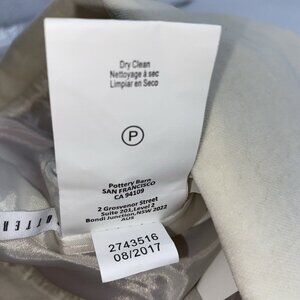 Dry Clean
Nettoyage à sec
Limpiar en Seco
P
Pottery Barn
SAN FRANCISCO
CA 94109
2 Grosvenor Street
Suite 201, Level 2
Bondi Junction, NSW 2022
AUS
2743516
08/2017